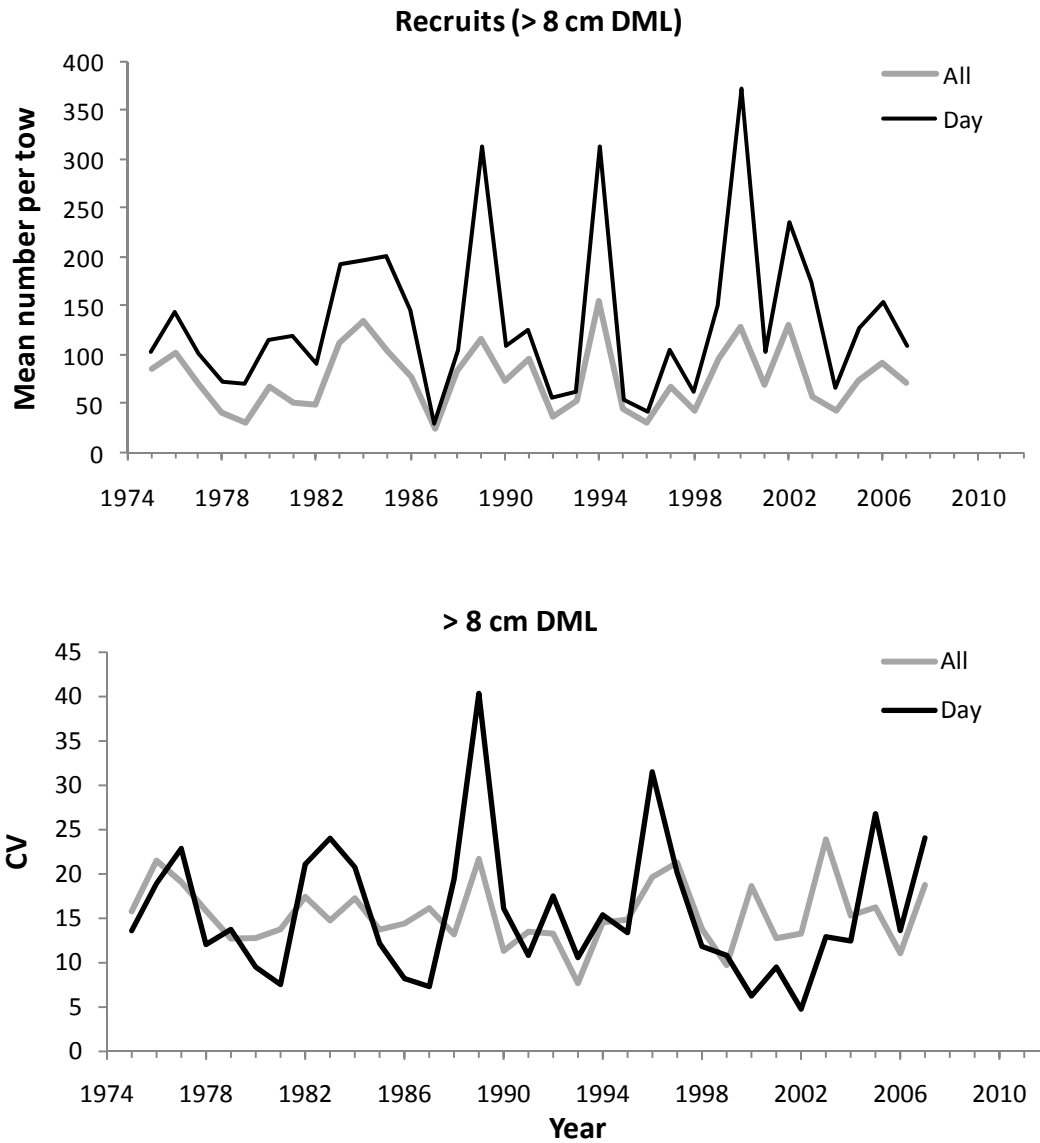 Recruits (> 8 cm DML)
Mean number per tow
400
350
300
250
200
150
100
50
0
All
Day
1974 1978 1982 1986 1990 1994 1998 2002 2006 2010
> 8 cm DML
CV
45
40
35
30
25
20
15
10
5
0
All
Day
1974 1978 1982 1986 1990 1994 1998 2002 2006 2010
Year